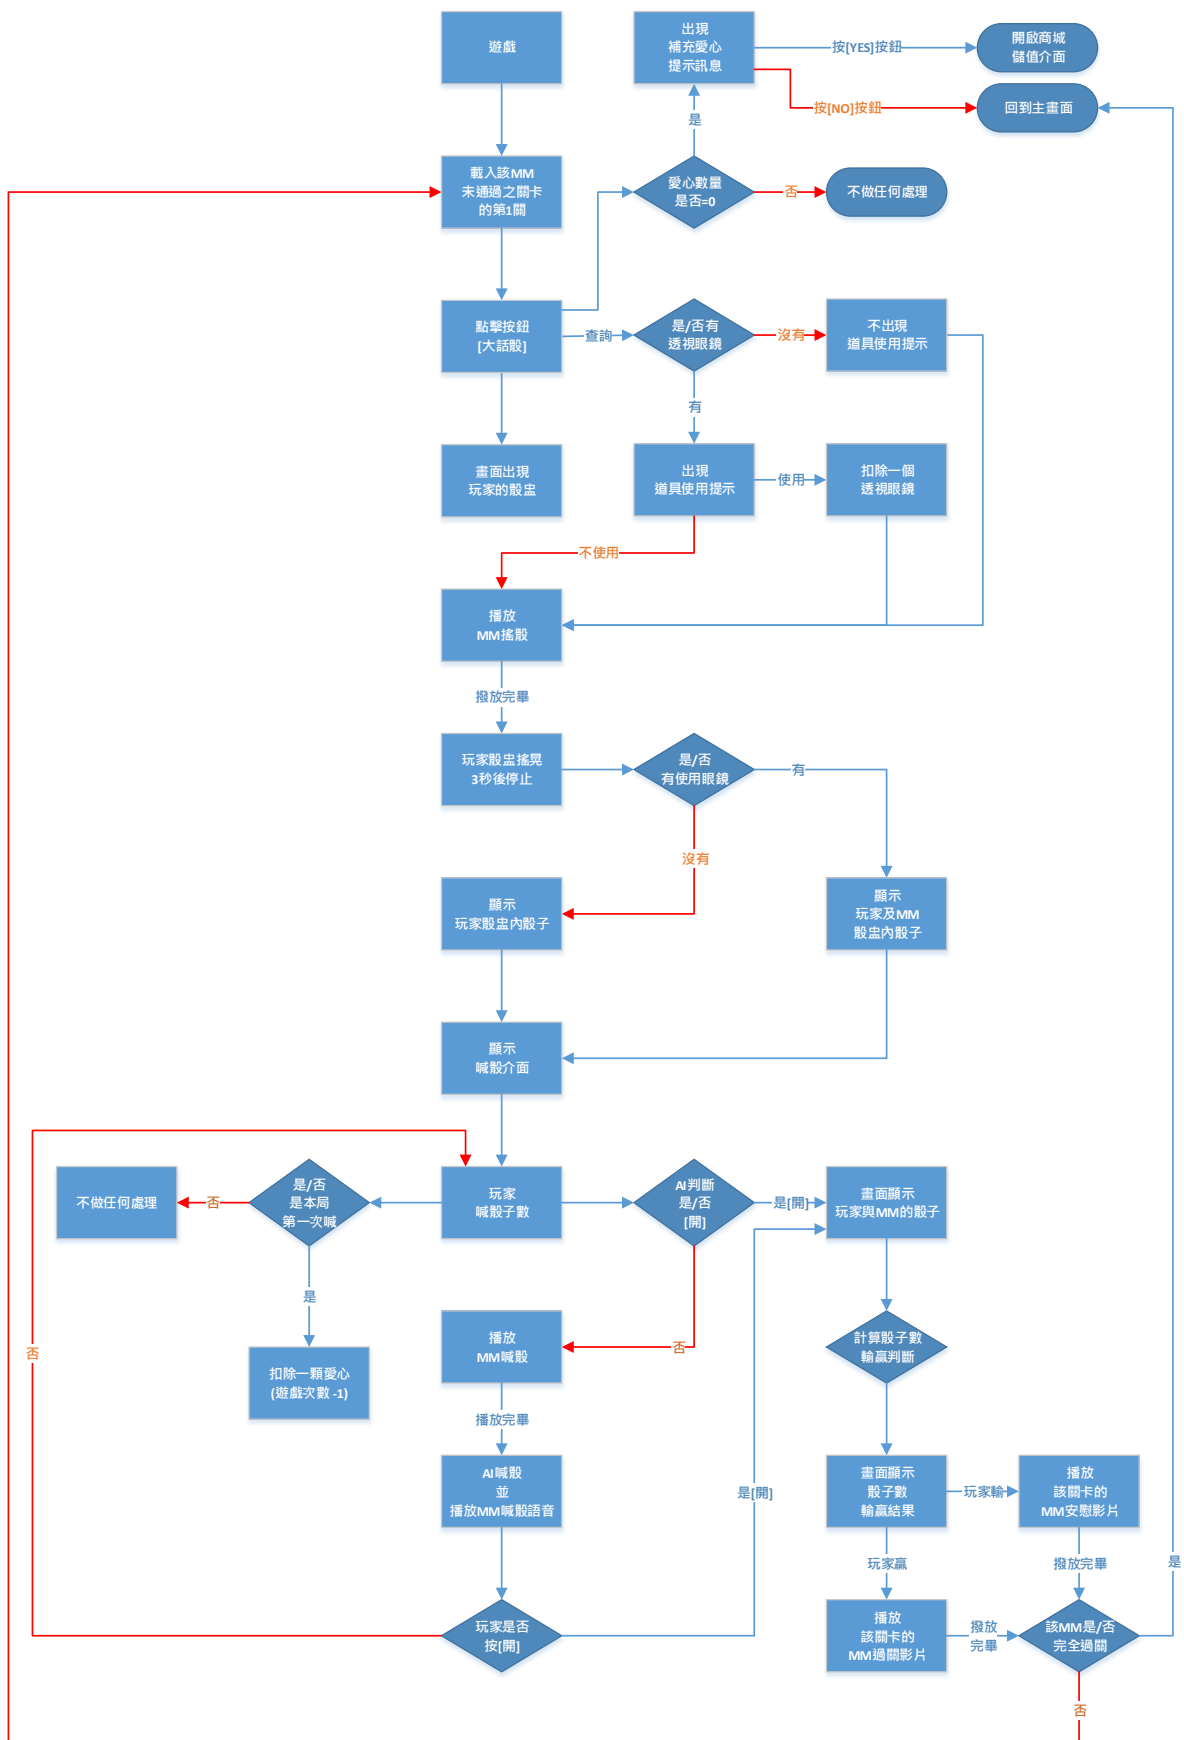 遊戲
出現
補充愛心
提示訊息
按[YES]按鈕
開啟商城
儲值介面
按[NO]按鈕
回到主畫面
是
載入該MM
未通過之關卡
的第1關
愛心數量
是否=0
否
不做任何處理
點擊按鈕
[大話骰]
查詢
是/否有
透視眼鏡
沒有
不出現
道具使用提示
有
畫面出現
玩家的骰盅
出現
道具使用提示
使用
扣除一個
透視眼鏡
不使用
播放
MM搖骰
撥放完畢
玩家骰盅搖晃
3秒後停止
是/否
有使用眼鏡
有
沒有
顯示
玩家骰盅內骰子
顯示
玩家及MM
骰盅內骰子
顯示
喊骰介面
不做任何處理
否
是/否
是本局
第一次喊
玩家
喊骰子數
AI判斷
是/否
[開]
是[開]
畫面顯示
玩家與MM的骰子
是
播放
MM喊骰
否
計算骰子數
輸贏判斷
否
扣除一顆愛心
(遊戲次數 -1)
播放完畢
AI喊骰
並
播放MM喊骰語音
是[開]
畫面顯示
骰子數
輸贏結果
玩家輸
播放
該關卡的
MM安慰影片
玩家贏
撥放完畢
是
玩家是否
按[開]
播放
該關卡的
MM過關影片
撥放
完畢
該MM是/否
完全過關
否